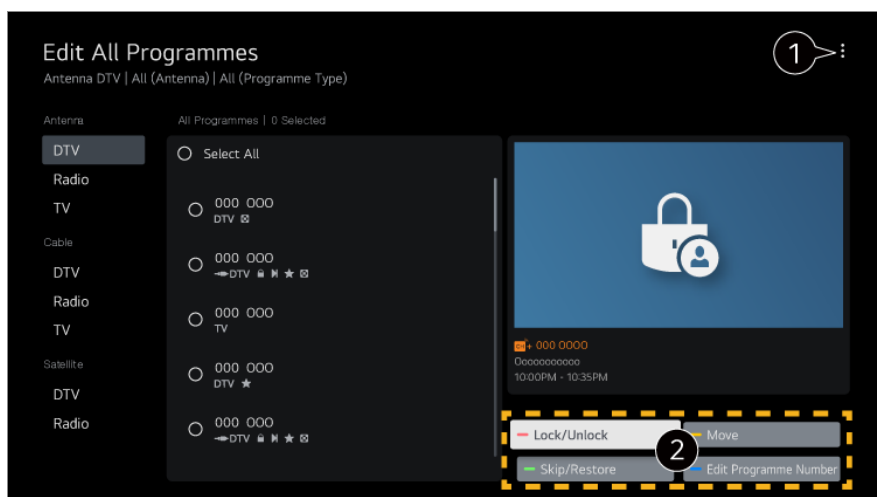 Edit All Programmes
Antenna DTV | All (Antenna) | All (Programme Type)
1
Antenna
DTV
Radio
TV
Cable
DTV
Radio
TV
Satellite
DTV
Radio
All Programmes | 0 Selected
Select All
000 000
DTV
000 000
DTV
000 000
TV
000 000
DTV
000 000
DTV
+ 000 0000
Ooooooooooo
10:00PM - 10:35PM
Lock/Unlock
Move
2
Skip/Restore
Edit Programme Number